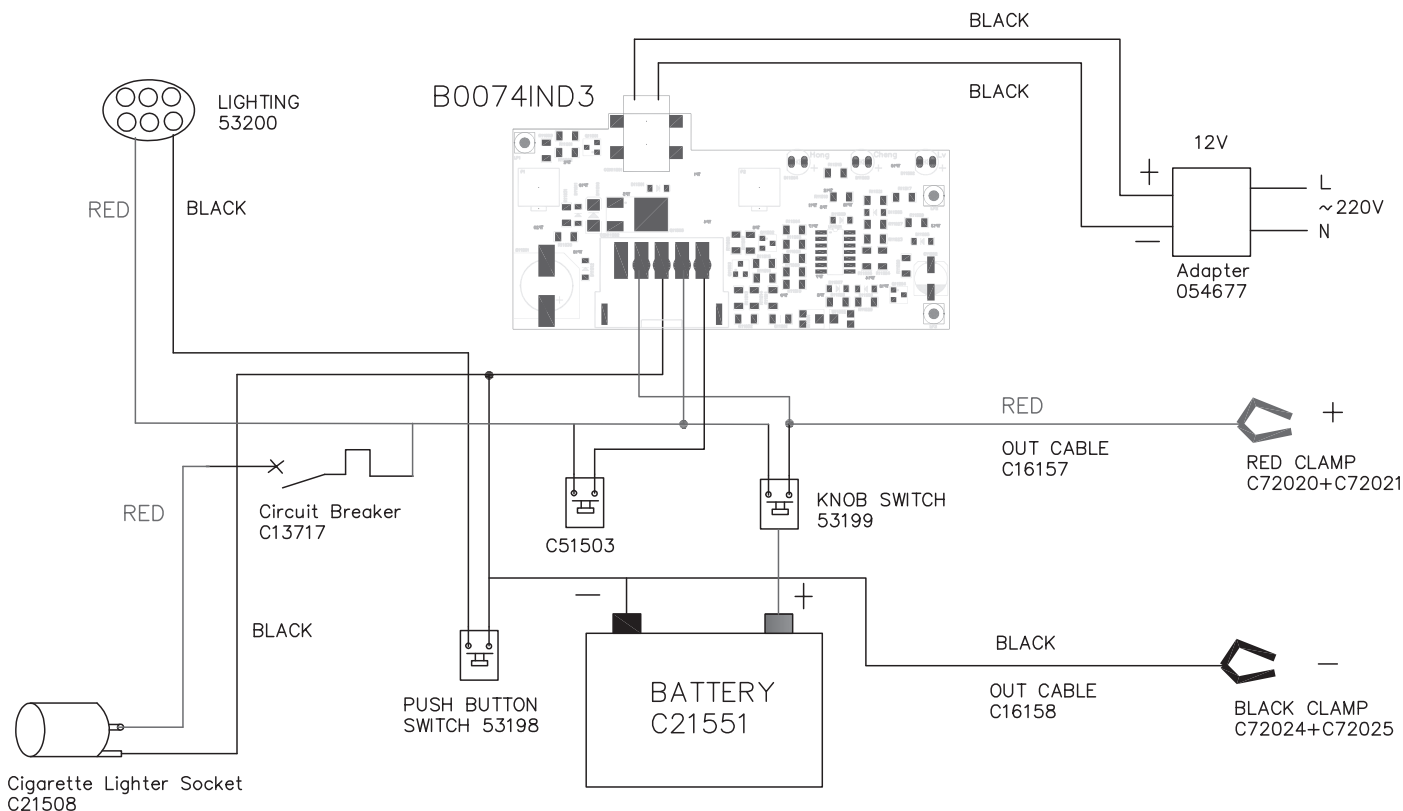 BLACK
B0074IND3
LIGHTING
53200
BLACK
12V
+
L
~220V
N
−
RED
BLACK
Adapter
054677
RED
+
OUT CABLE
C16157
RED CLAMP
C72020+C72021
RED
Circuit Breaker
C13717
KNOB SWITCH
53199
C51503
−
+
BLACK
BLACK
−
OUT CABLE
C16158
BLACK CLAMP
C72024+C72025
PUSH BUTTON
SWITCH 53198
BATTERY
C21551
Cigarette Lighter Socket
C21508